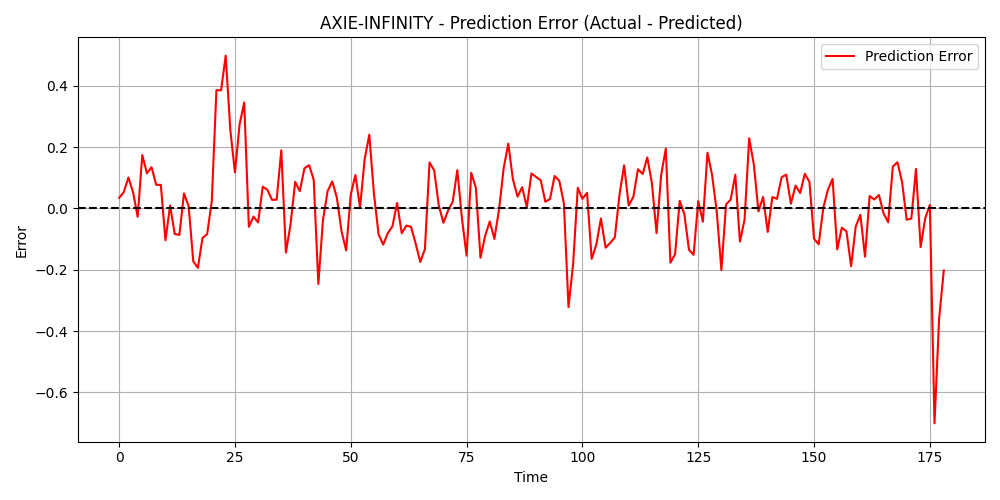 AXIE-INFINITY - Prediction Error (Actual - Predicted)
Prediction Error
0.4
0.2
0.0
−0.2
−0.4
−0.6
Error
0 25 50 75 100 125 150 175
Time